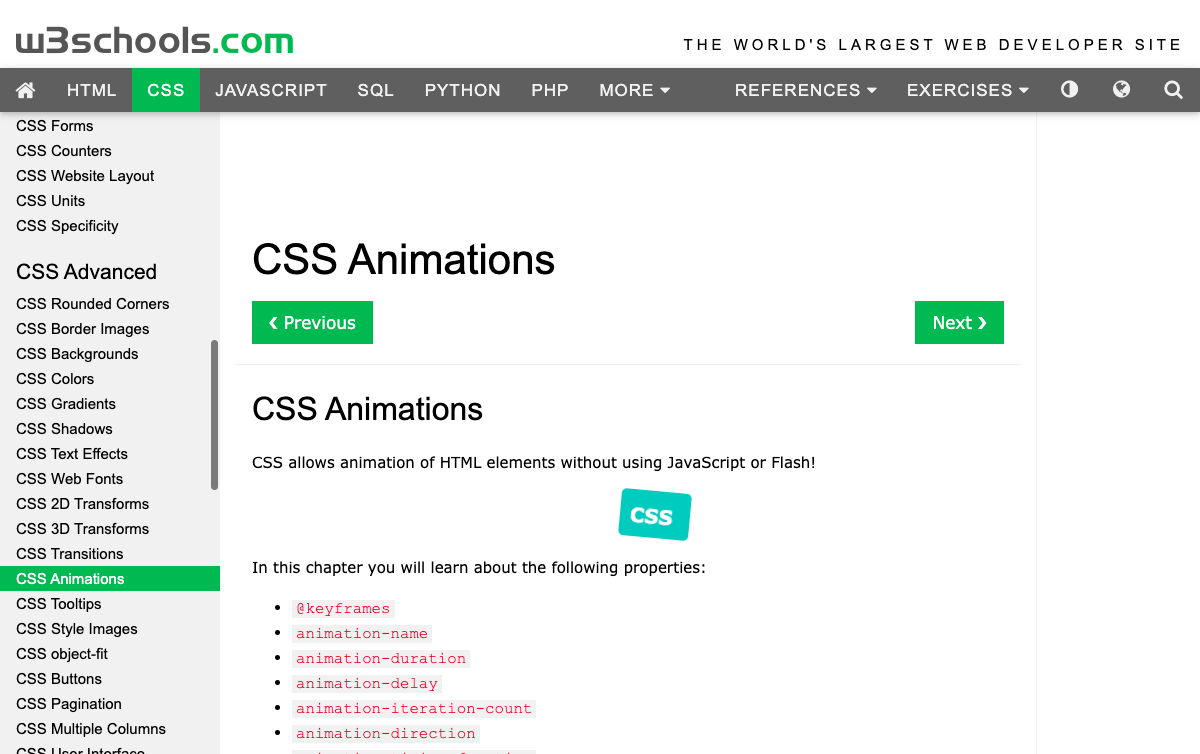 w3schools.com
THE WORLD'S LARGEST WEB DEVELOPER SITE
HTML CSS JAVASCRIPT SQL PYTHON PHP MORE REFERENCES EXERCISES
CSS Forms
CSS Counters
CSS Website Layout
CSS Units
CSS Specificity
CSS Advanced
CSS Rounded Corners
CSS Border Images
CSS Backgrounds
CSS Colors
CSS Gradients
CSS Shadows
CSS Text Effects
CSS Web Fonts
CSS 2D Transforms
CSS 3D Transforms
CSS Transitions
CSS Animations
CSS Tooltips
CSS Style Images
CSS object-fit
CSS Buttons
CSS Pagination
CSS Multiple Columns
CSS User Interface
CSS Animations
❮ Previous
Next ❯
CSS Animations
CSS allows animation of HTML elements without using JavaScript or Flash!
CSS
In this chapter you will learn about the following properties:
@keyframes
animation-name
animation-duration
animation-delay
animation-iteration-count
animation-direction